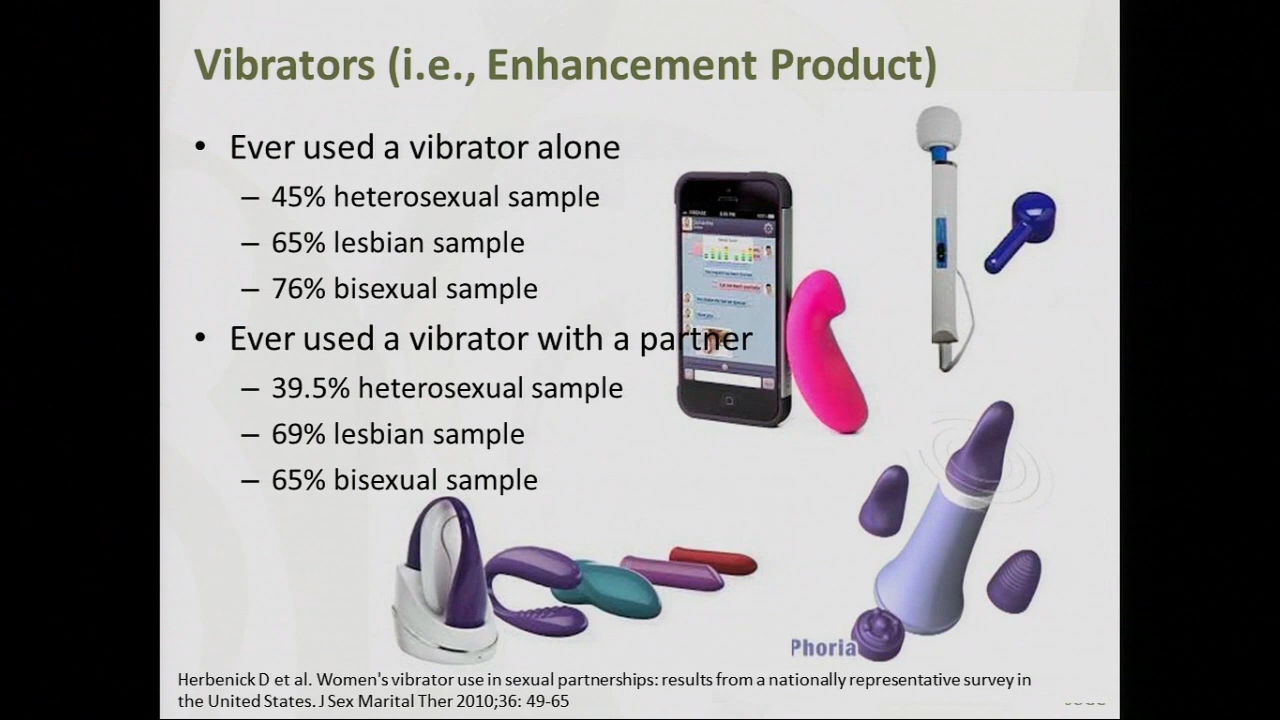 Vibrators (i.e., Enhancement Product)
• Ever used a vibrator alone
– 45% heterosexual sample
– 65% lesbian sample
– 76% bisexual sample
• Ever used a vibrator with a partner
– 39.5% heterosexual sample
– 69% lesbian sample
– 65% bisexual sample
Phoria
Herbenick D et al. Women's vibrator use in sexual partnerships: results from a nationally representative survey in
the United States. J Sex Marital Ther 2010;36: 49-65